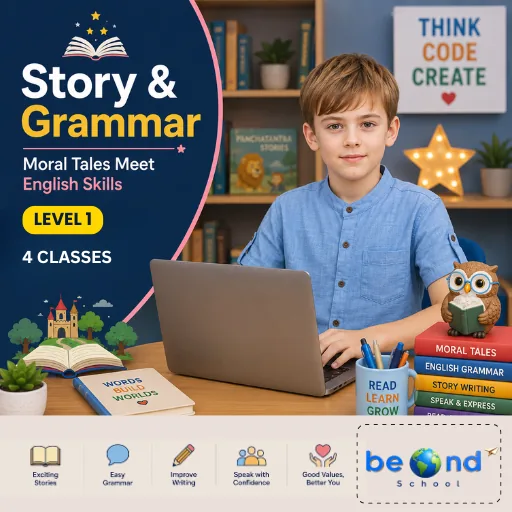 Story &
Grammar
Moral Tales Meet
English Skills
LEVEL 1
4 CLASSES
THINK
CODE
CREATE
PANCHATANTRA
STORIES
WORDS
BUILD
WORLDS
READ
LEARN
GROW
MORAL TALES
ENGLISH GRAMMAR
STORY WRITING
SPEAK & EXPRESS
Exciting
Stories
Easy
Grammar
Improve
Writing
Speak with
Confidence
Good Values,
Better You
beyond
School